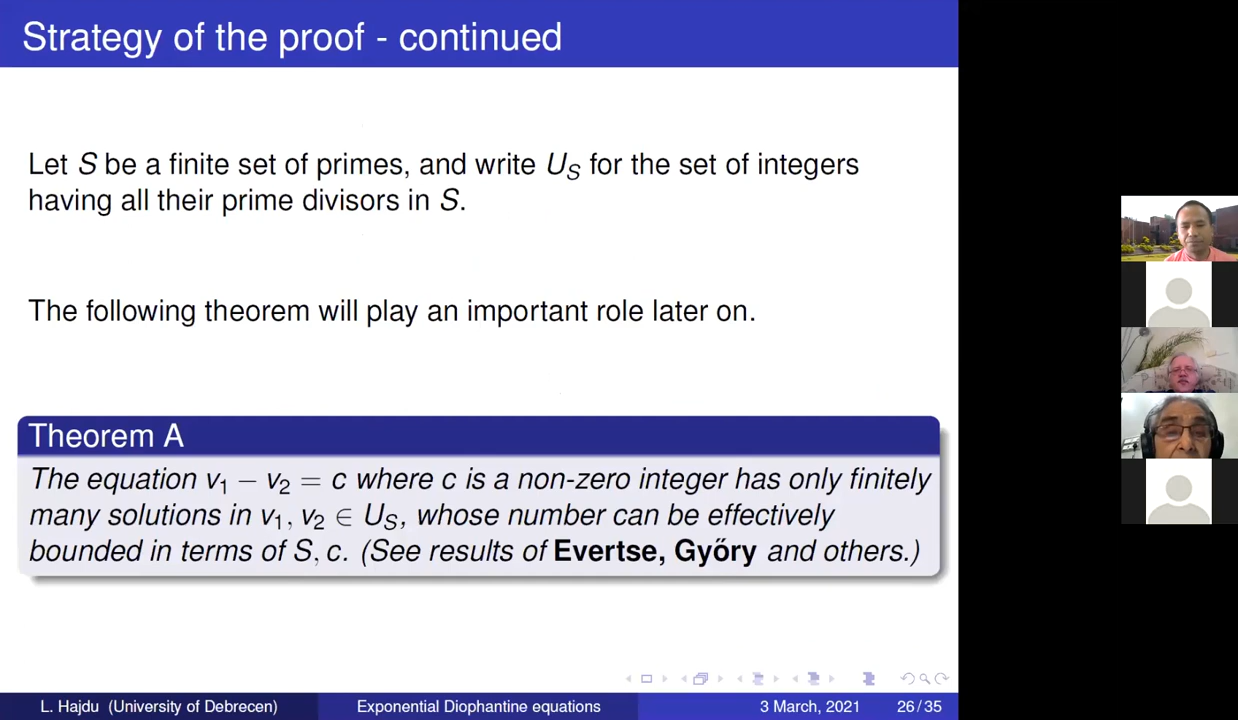 Strategy of the proof - continued
Let S be a finite set of primes, and write U_S for the set of integers
having all their prime divisors in S.
The following theorem will play an important role later on.
Theorem A
The equation v₁ − v₂ = c where c is a non-zero integer has only finitely
many solutions in v₁, v₂ ∈ U_S, whose number can be effectively
bounded in terms of S, c. (See results of Evertse, Győry and others.)
L. Hajdu (University of Debrecen) Exponential Diophantine equations 3 March, 2021 26 / 35